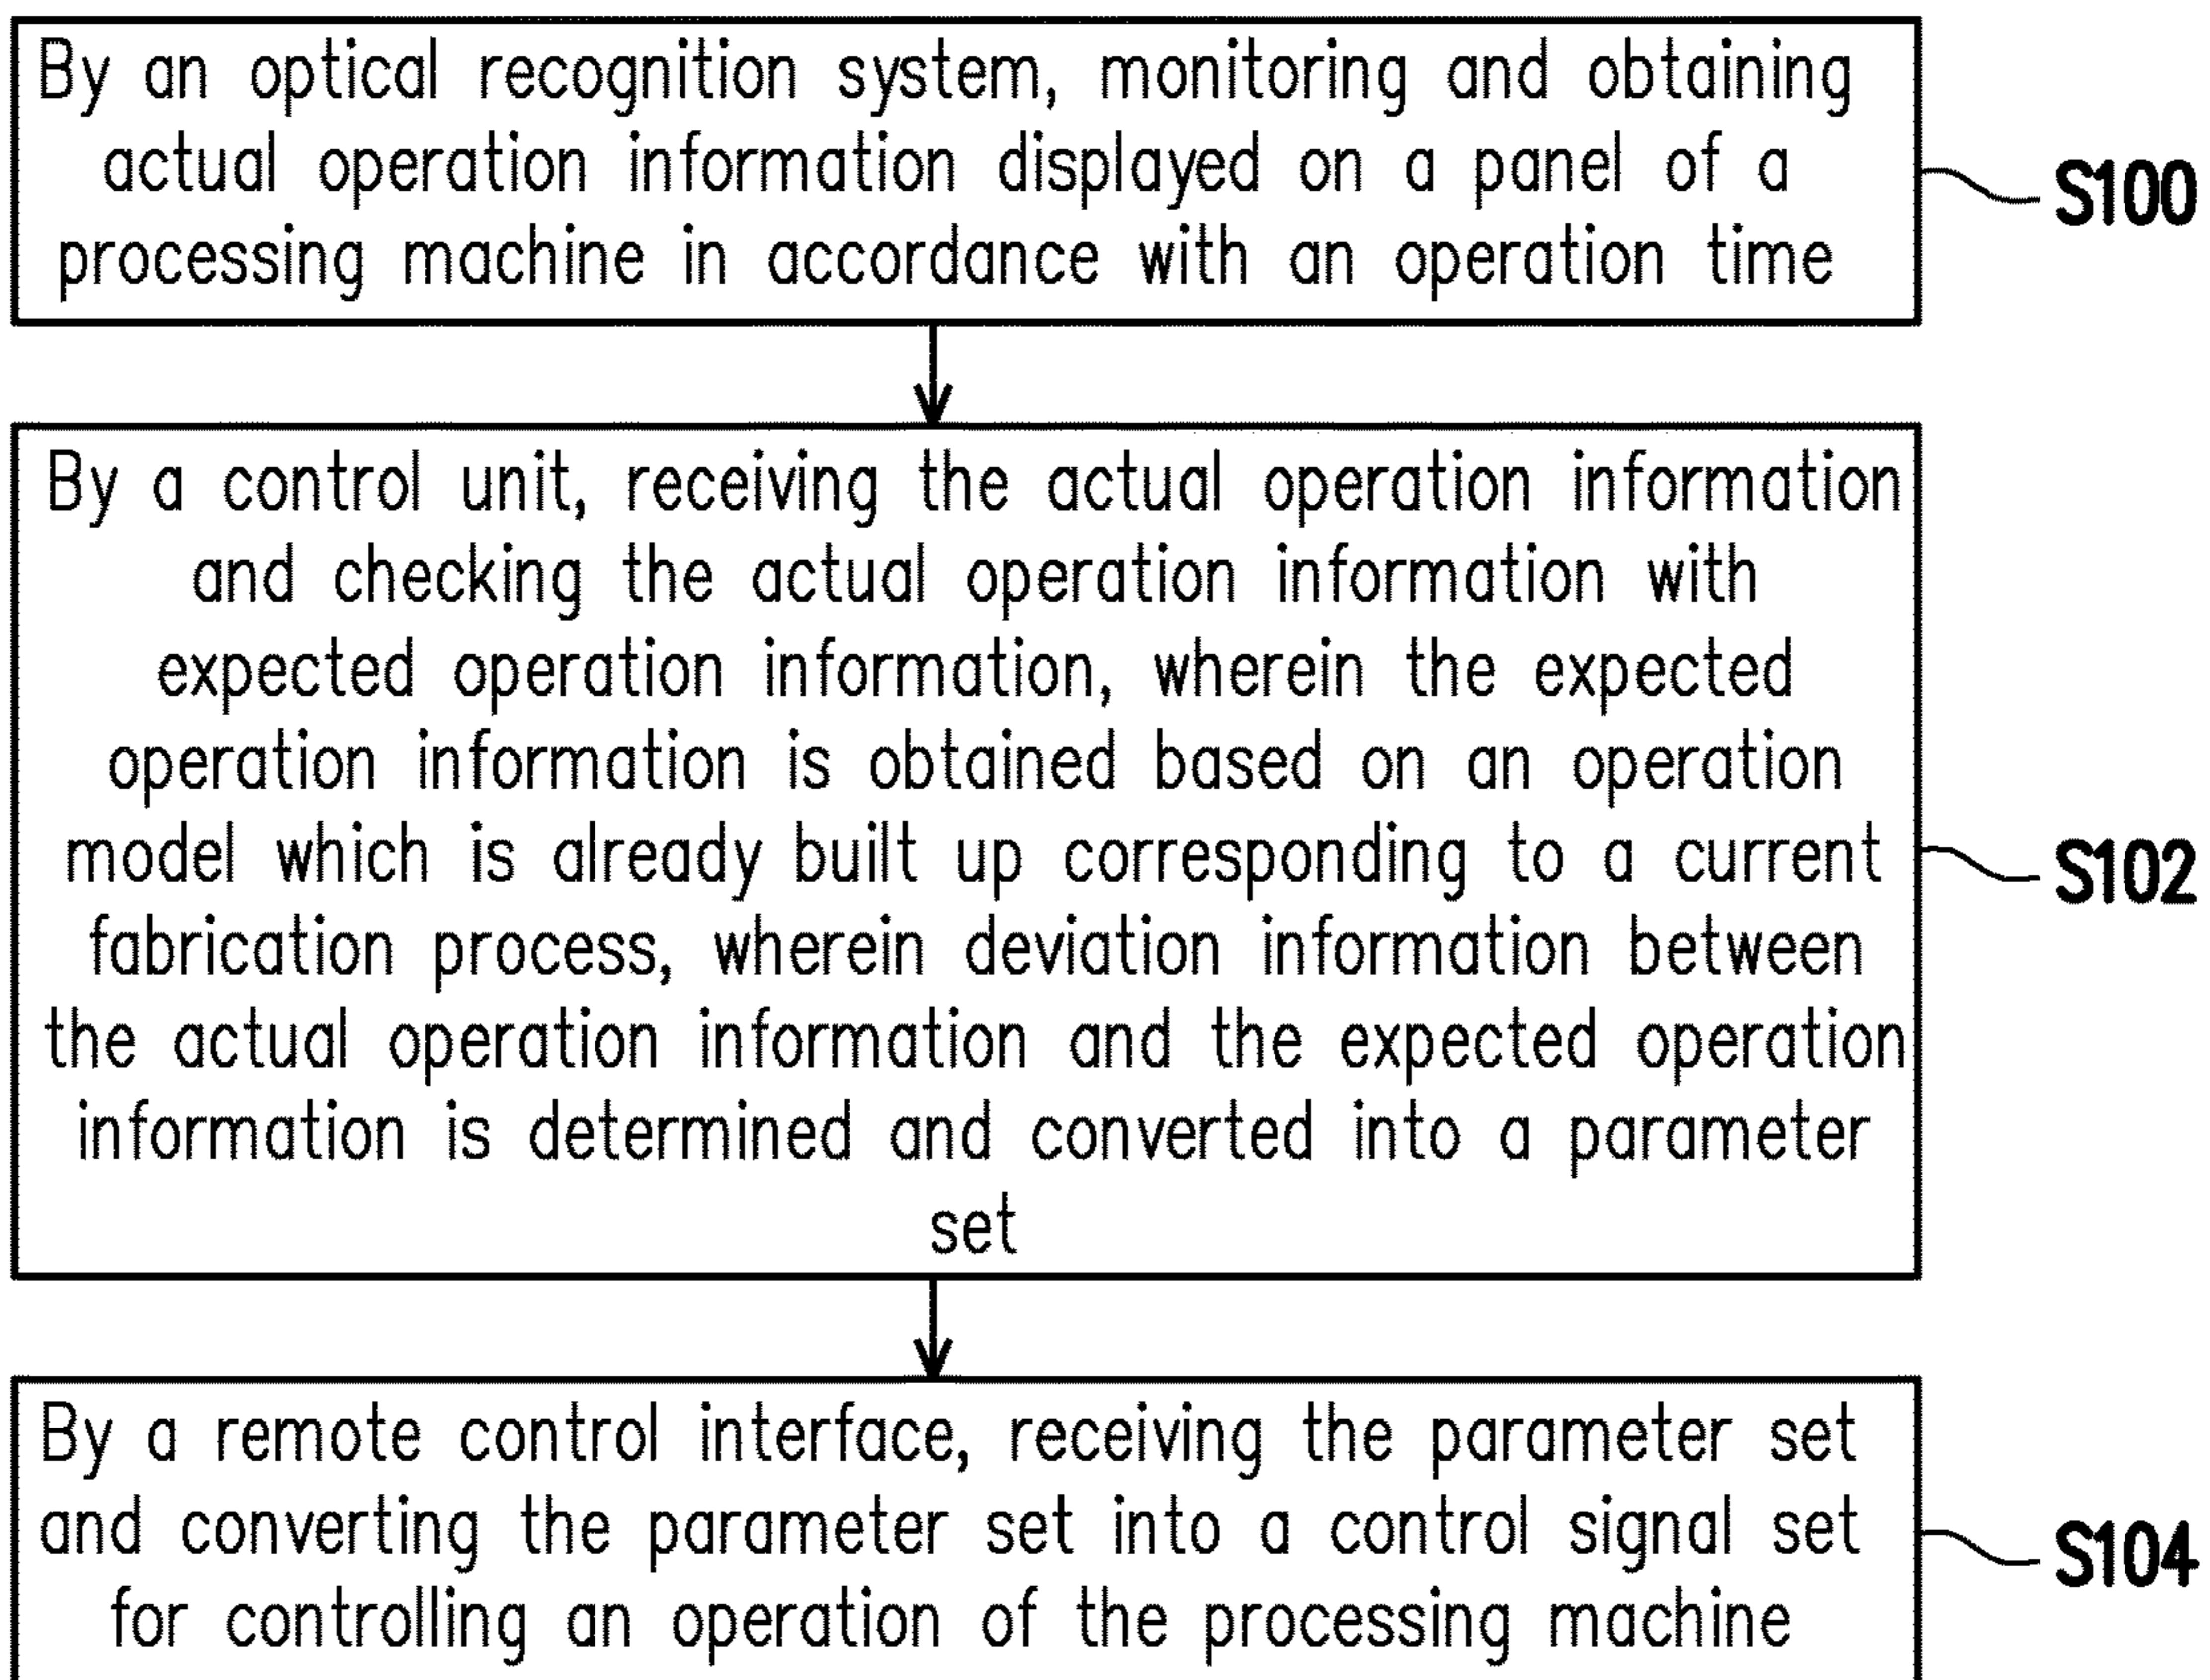 By an optical recognition system, monitoring and obtaining
actual operation information displayed on a panel of a
processing machine in accordance with an operation time
S100
By a control unit, receiving the actual operation information
and checking the actual operation information with
expected operation information, wherein the expected
operation information is obtained based on an operation
model which is already built up corresponding to a current
fabrication process, wherein deviation information between
the actual operation information and the expected operation
information is determined and converted into a parameter
set
S102
By a remote control interface, receiving the parameter set
and converting the parameter set into a control signal set
for controlling an operation of the processing machine
S104